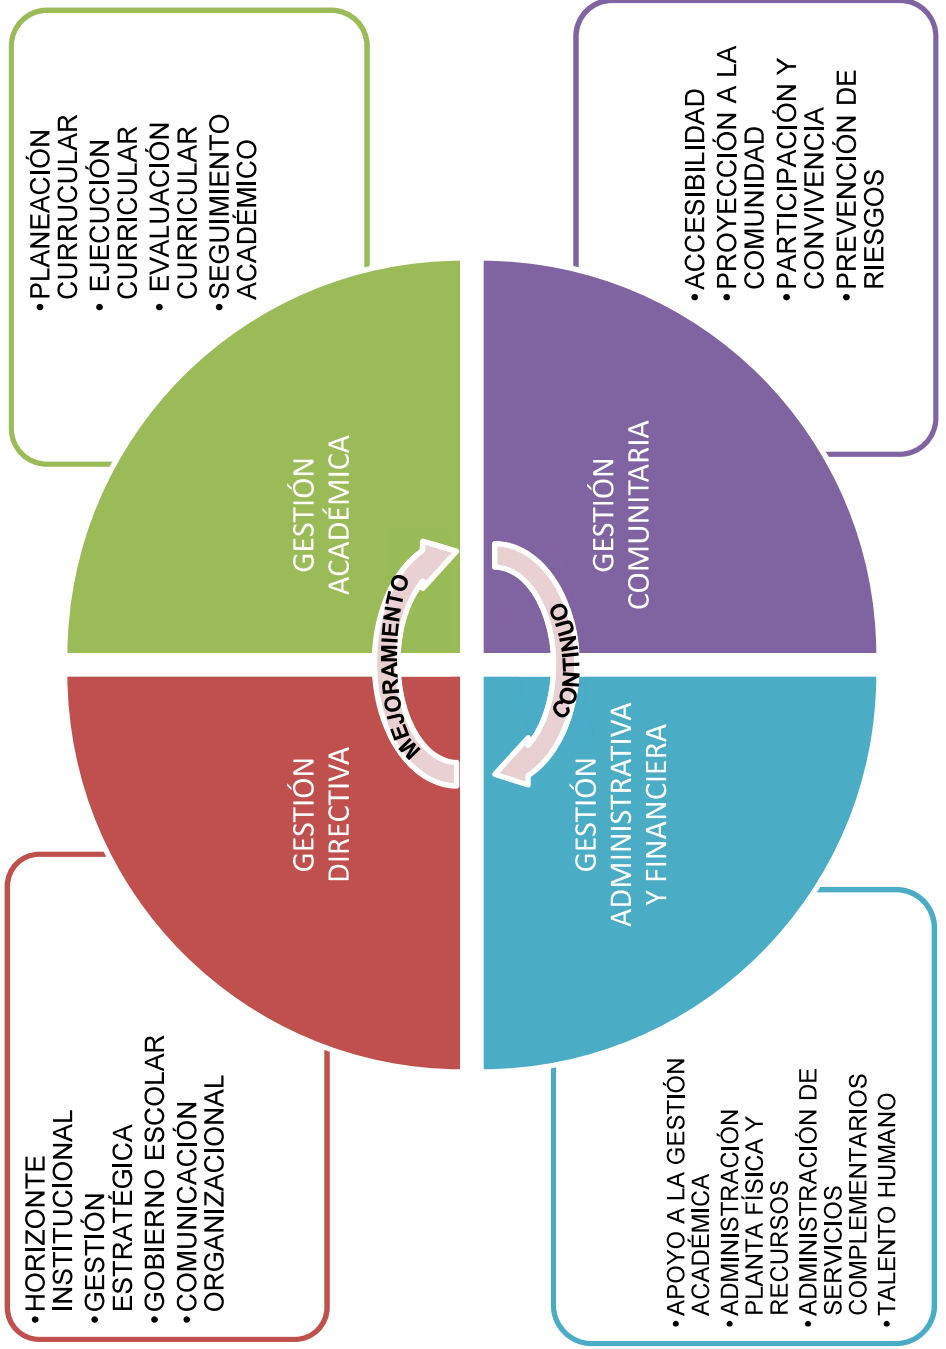 •HORIZONTE
INSTITUCIONAL
•GESTIÓN
ESTRATÉGICA
•GOBIERNO ESCOLAR
•COMUNICACIÓN
ORGANIZACIONAL
•PLANEACIÓN
CURRUCULAR
• EJECUCIÓN
CURRICULAR
• EVALUACIÓN
CURRICULAR
•SEGUIMIENTO
ACADÉMICO
GESTIÓN
DIRECTIVA
GESTIÓN
ACADÉMICA
MEJORAMIENTO
CONTINUO
GESTIÓN
ADMINISTRATIVA
Y FINANCIERA
GESTIÓN
COMUNITARIA
•APOYO A LA GESTIÓN
ACADÉMICA
•ADMINISTRACIÓN
PLANTA FÍSICA Y
RECURSOS
•ADMINISTRACIÓN DE
SERVICIOS
COMPLEMENTARIOS
•TALENTO HUMANO
•ACCESIBILIDAD
•PROYECCIÓN A LA
COMUNIDAD
•PARTICIPACIÓN Y
CONVIVENCIA
•PREVENCIÓN DE
RIESGOS